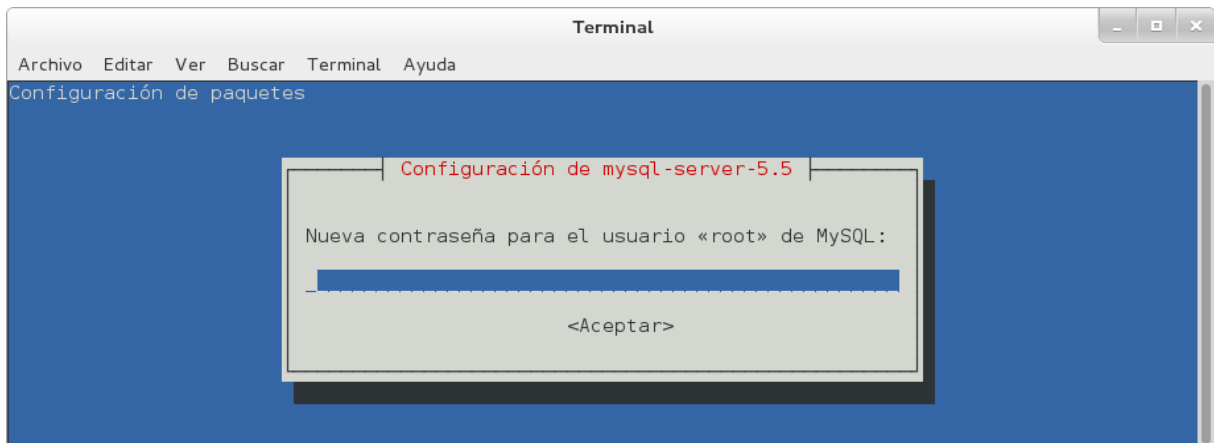 Terminal
Archivo Editar Ver Buscar Terminal Ayuda
Configuración de paquetes
Configuración de mysql-server-5.5
Nueva contraseña para el usuario «root» de MySQL:
<Aceptar>